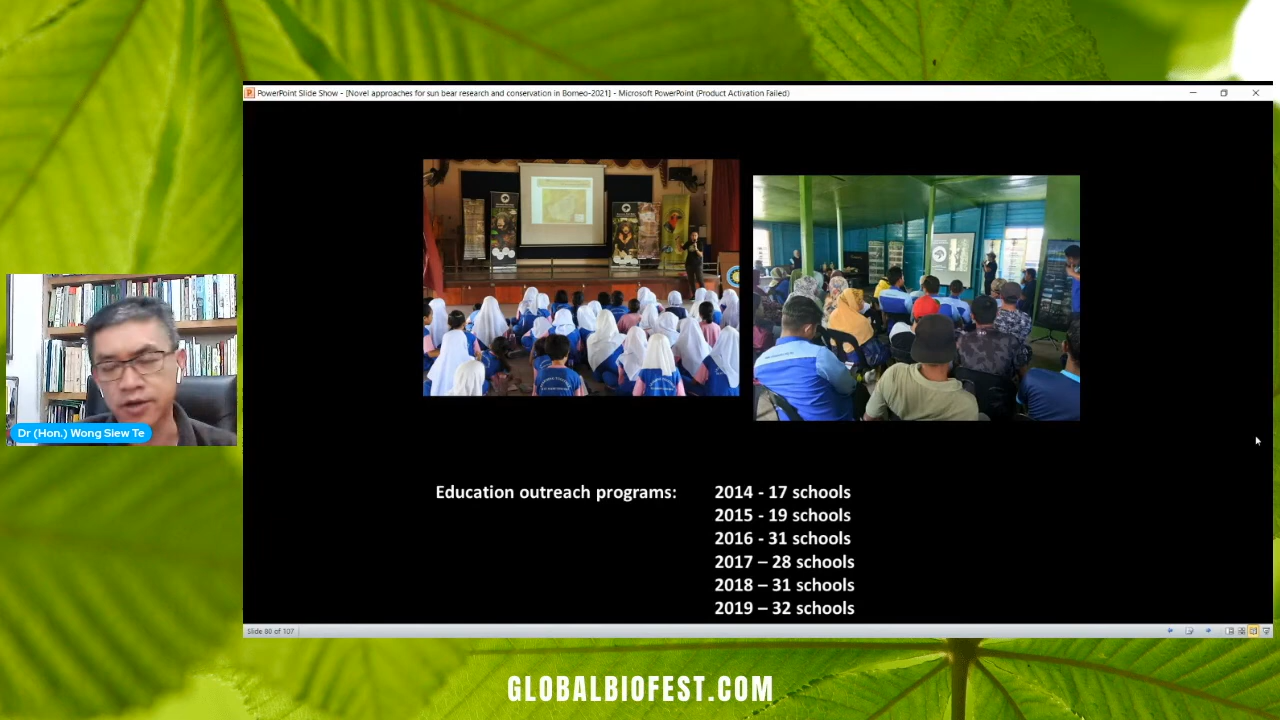 PowerPoint Slide Show - [Novel approaches for sun bear research and conservation in Borneo-2021] - Microsoft PowerPoint (Product Activation Failed)
Dr (Hon.) Wong Siew Te
Education outreach programs:
2014 - 17 schools
2015 - 19 schools
2016 - 31 schools
2017 – 28 schools
2018 – 31 schools
2019 – 32 schools
Slide 80 of 107
GLOBALBIOFEST.COM